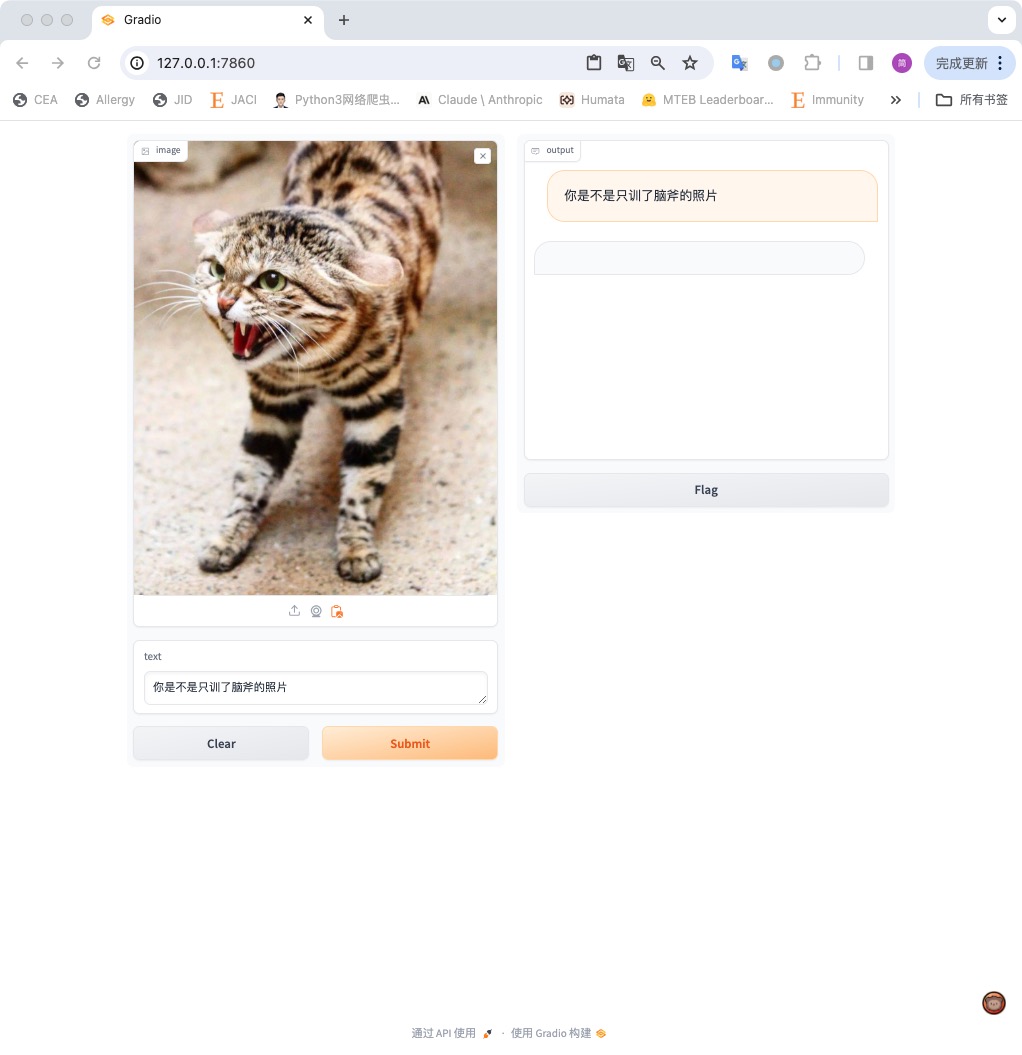 Gradio
127.0.0.1:7860
简
完成更新
CEA
Allergy
JID
JACI
Python3网络爬虫...
Claude \ Anthropic
Humata
MTEB Leaderboar...
Immunity
所有书签
image
output
你是不是只训了脑斧的照片
Flag
text
你是不是只训了脑斧的照片
Clear
Submit
通过 API 使用 · 使用 Gradio 构建